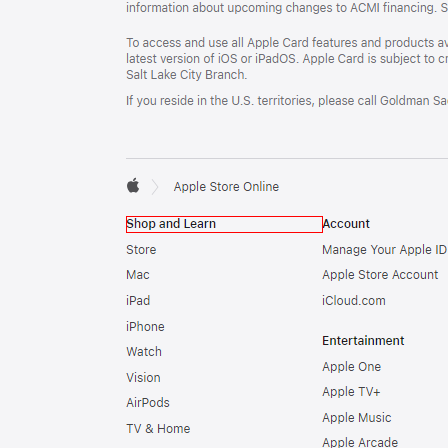 information about upcoming changes to ACMI financing. S
To access and use all Apple Card features and products av
latest version of iOS or iPadOS. Apple Card is subject to cr
Salt Lake City Branch.
If you reside in the U.S. territories, please call Goldman Sa
Apple Store Online
Shop and Learn
Store
Mac
iPad
iPhone
Watch
Vision
AirPods
TV & Home
Account
Manage Your Apple ID
Apple Store Account
iCloud.com
Entertainment
Apple One
Apple TV+
Apple Music
Apple Arcade